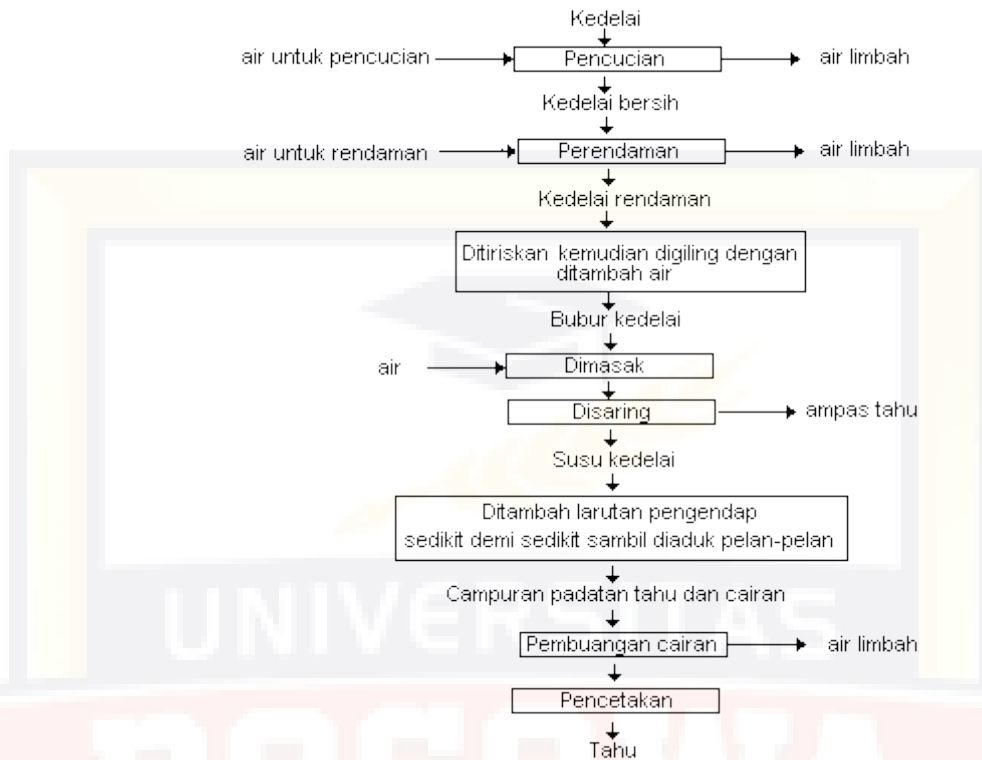 Kedelai
air untuk pencucian Pencucian air limbah
Kedelai bersih
air untuk rendaman Perendaman air limbah
Kedelai rendaman
Ditiriskan kemudian digiling dengan
ditambah air
Bubur kedelai
air Dimasak
Disaring ampas tahu
Susu kedelai
Ditambah larutan pengendap
sedikit demi sedikit sambil diaduk pelan-pelan
Campuran padatan tahu dan cairan
UNIVERSITAS
Pembuangan cairan air limbah
Pencetakan
Tahu